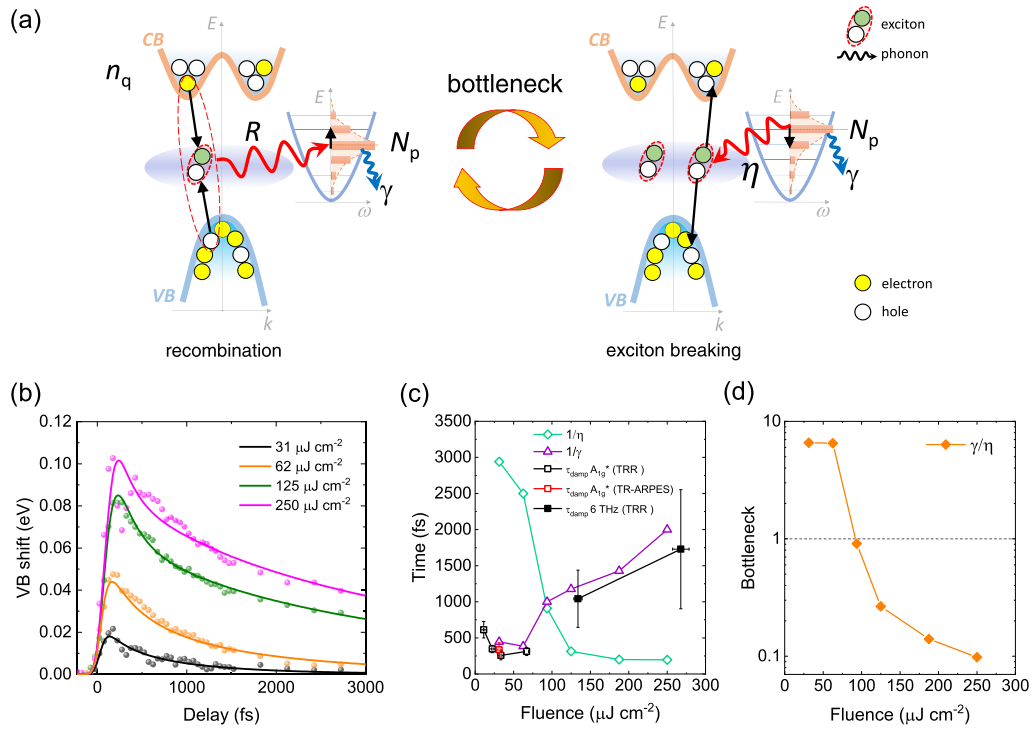 (a)
E
CB
n_q
R
E
N_p
γ
ω
VB
k
recombination
bottleneck
E
CB
E
N_p
η
γ
ω
VB
k
exciton breaking
exciton
phonon
electron
hole
(b)
0.12
0.10
0.08
0.06
0.04
0.02
0.00
VB shift (eV)
31 μJ cm⁻²
62 μJ cm⁻²
125 μJ cm⁻²
250 μJ cm⁻²
0 1000 2000 3000
Delay (fs)
(c)
3500
3000
2500
2000
1500
1000
500
0
Time (fs)
1/η
1/γ
τ_damp A_1g* (TRR )
τ_damp A_1g* (TR-ARPES)
τ_damp 6 THz (TRR )
0 50 100 150 200 250 300
Fluence (μJ cm⁻²)
(d)
10
1
0.1
Bottleneck
γ/η
0 50 100 150 200 250 300
Fluence (μJ cm⁻²)